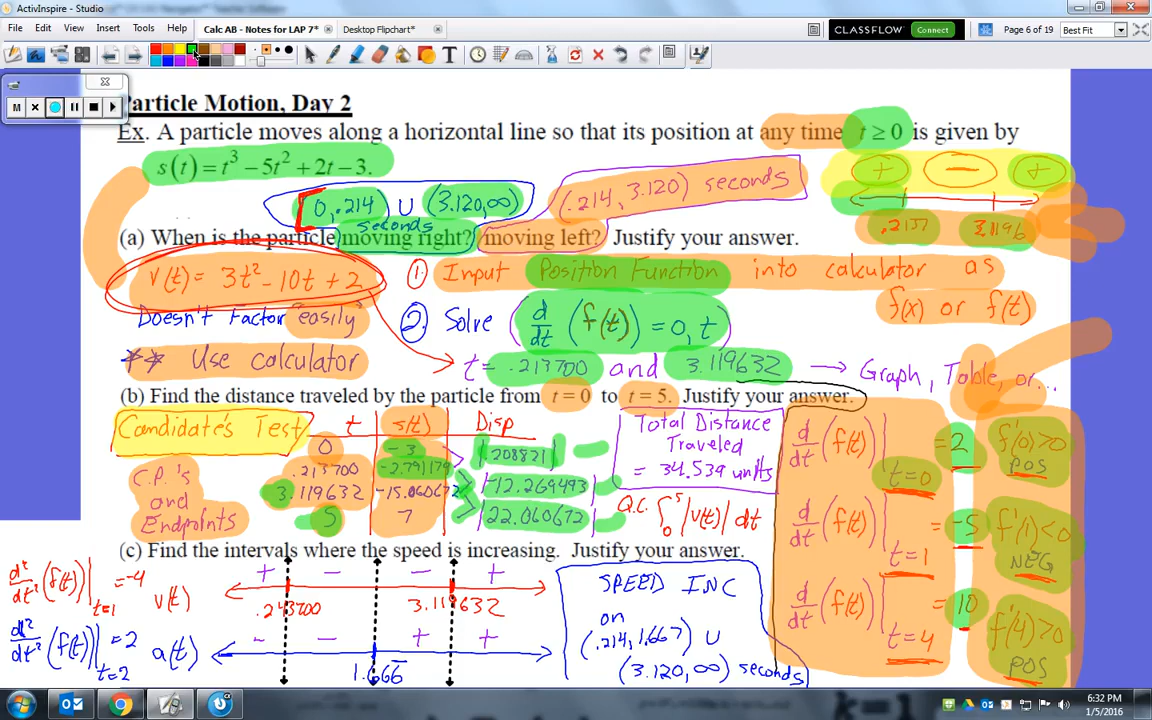 ActivInspire - Studio
File Edit View Insert Tools Help
Calc AB - Notes for LAP 7*
Desktop Flipchart*
CLASSFLOW
Connect
Page 6 of 19
Best Fit
Particle Motion, Day 2
Ex. A particle moves along a horizontal line so that its position at any time t ≥ 0 is given by
s(t) = t³ − 5t² + 2t − 3.
+ − +
.2137 3.1196
[0, .214) ∪ (3.120, ∞)
seconds
(.214, 3.120) seconds
(a) When is the particle moving right? moving left? Justify your answer.
v(t) = 3t² − 10t + 2
① Input Position Function into calculator as
f(x) or f(t)
Doesn't Factor easily
② Solve (d/dt (f(t)) = 0, t)
** Use calculator
t = .213700 and 3.119632 → Graph, Table, or...
(b) Find the distance traveled by the particle from t = 0 to t = 5. Justify your answer.
Candidate's Test
C.P.'s
and
Endpoints
t s(t) Disp
0 -3 |.208821|
.213700 -2.791179
3.119632 -15.060672 |-12.269493|
5 7 |22.060672|
Total Distance
Traveled
= 34.539 units
Q.C. ∫₀⁵ |v(t)| dt
d/dt (f(t))| t=0 = 2 f'(0)>0
POS
d/dt (f(t))| t=1 = -5 f'(1)<0
NEG
d/dt (f(t))| t=4 = 10 f'(4)>0
POS
(c) Find the intervals where the speed is increasing. Justify your answer.
d²/dt² (f(t))| t=1 = -4
v(t)
+ − − +
.243700 3.119632
d²/dt² (f(t))| t=2 = 2
a(t)
− − + +
1.666
SPEED INC
on
(.214, 1.667) ∪
(3.120, ∞) seconds
6:32 PM
1/5/2016